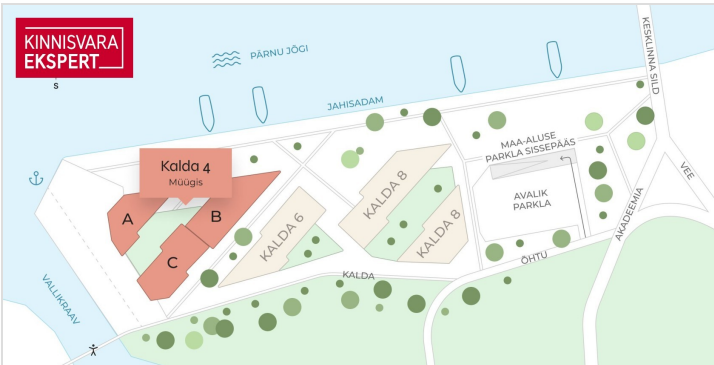 KINNISVARA
EKSPERT
S
PÄRNU JÕGI
JAHISADAM
KESKLINNA SILD
MAA-ALUSE
PARKLA SISSEPÄÄS
Kalda 4
Müügis
A
B
C
KALDA 6
KALDA 8
KALDA 8
AVALIK
PARKLA
VEE
AKADEEMIA
ÕHTU
KALDA
VALLIKRAAV